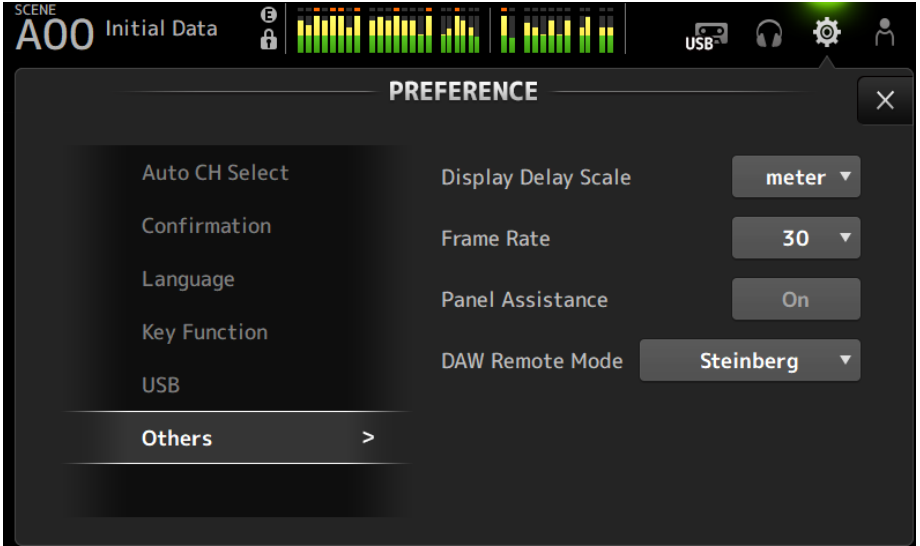 SCENE
A00 Initial Data E
USB
PREFERENCE
Auto CH Select
Confirmation
Language
Key Function
USB
Others >
Display Delay Scale meter
Frame Rate 30
Panel Assistance On
DAW Remote Mode Steinberg